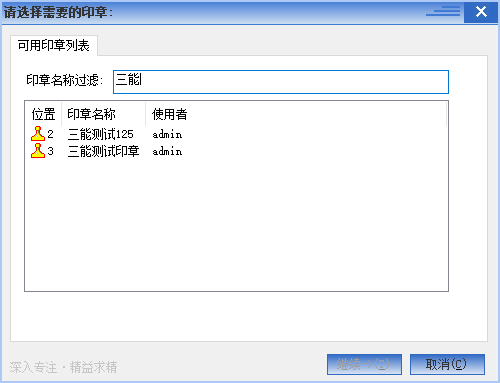 请选择需要的印章:
可用印章列表
印章名称过滤: 三能
位置 印章名称 使用者
2 三能测试125 admin
3 三能测试印章 admin
深入专注·精益求精
继续
取消(C)